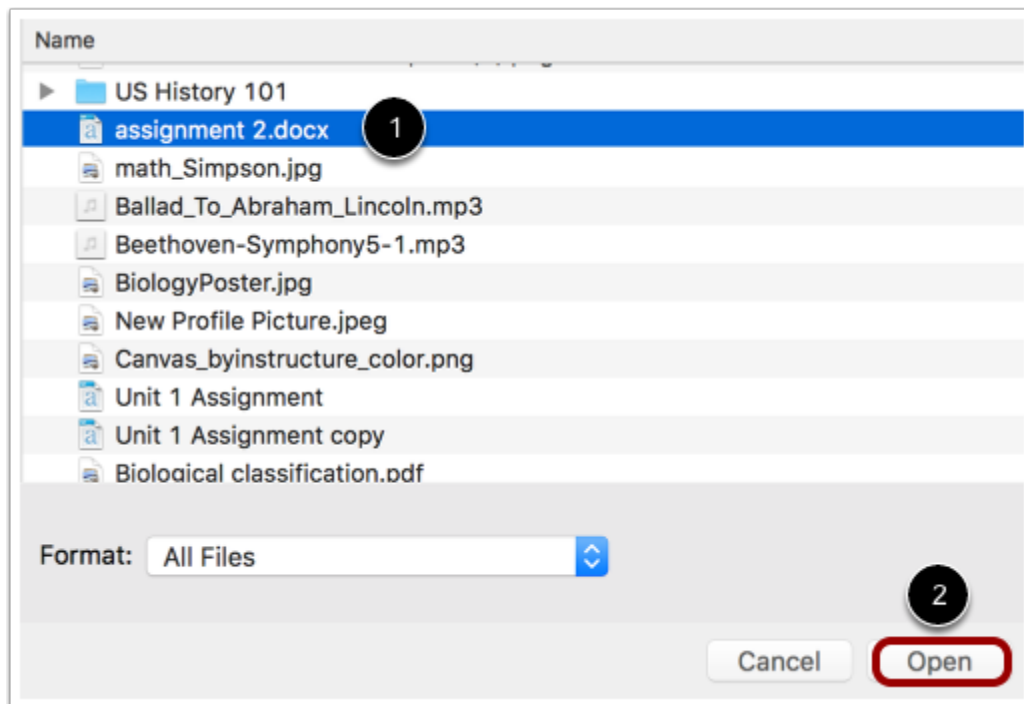 Name
US History 101
assignment 2.docx 1
math_Simpson.jpg
Ballad_To_Abraham_Lincoln.mp3
Beethoven-Symphony5-1.mp3
BiologyPoster.jpg
New Profile Picture.jpeg
Canvas_byinstructure_color.png
Unit 1 Assignment
Unit 1 Assignment copy
Biological classification.pdf
Format: All Files
2
Cancel Open